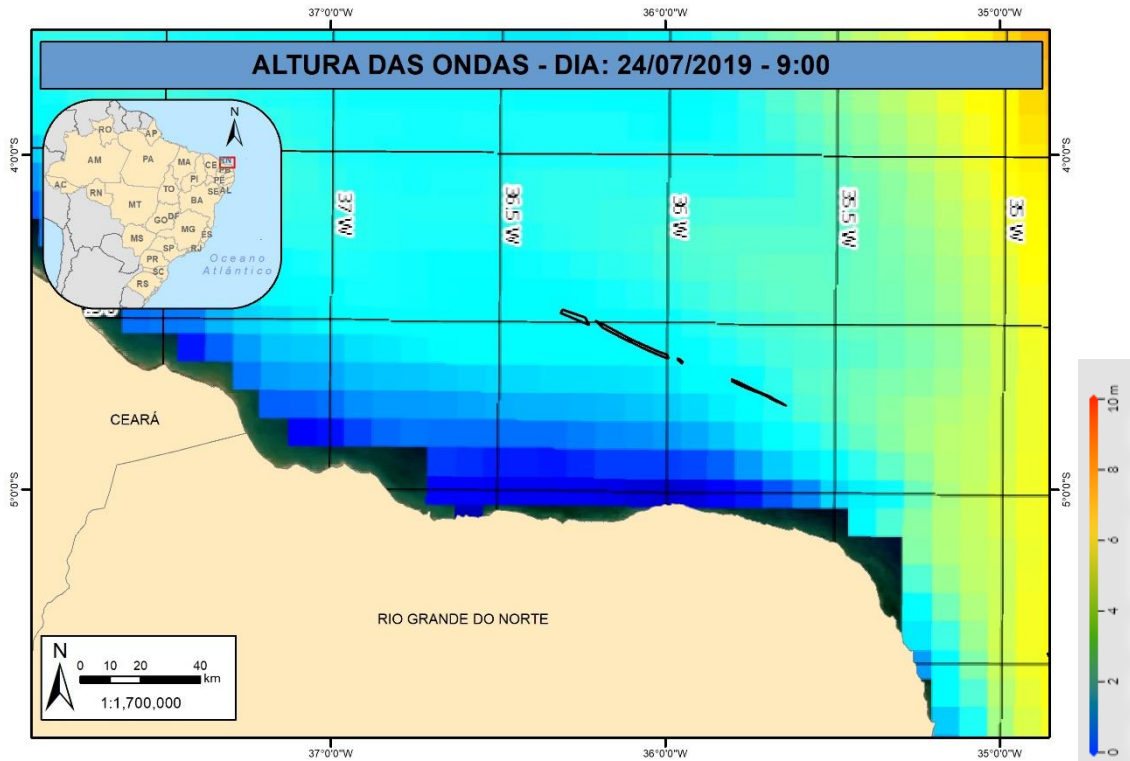 37°0'0"W 36°0'0"W 35°0'0"W
ALTURA DAS ONDAS - DIA: 24/07/2019 - 9:00
N
RO AP
AM PA MA CE RN
PB
PI PE
AC RN TO SE AL
MT BA
GO DF
MG
MS ES
SP RJ
PR
SC
RS
Oceano
Atlântico
4°0'0"S 4°0'0"S
37 W 36.5 W 36 W 35.5 W 35 W
CEARÁ
5°0'0"S 5°0'0"S
RIO GRANDE DO NORTE
N
0 10 20 40
km
1:1,700,000
37°0'0"W 36°0'0"W 35°0'0"W
10 m
8
6
4
2
0